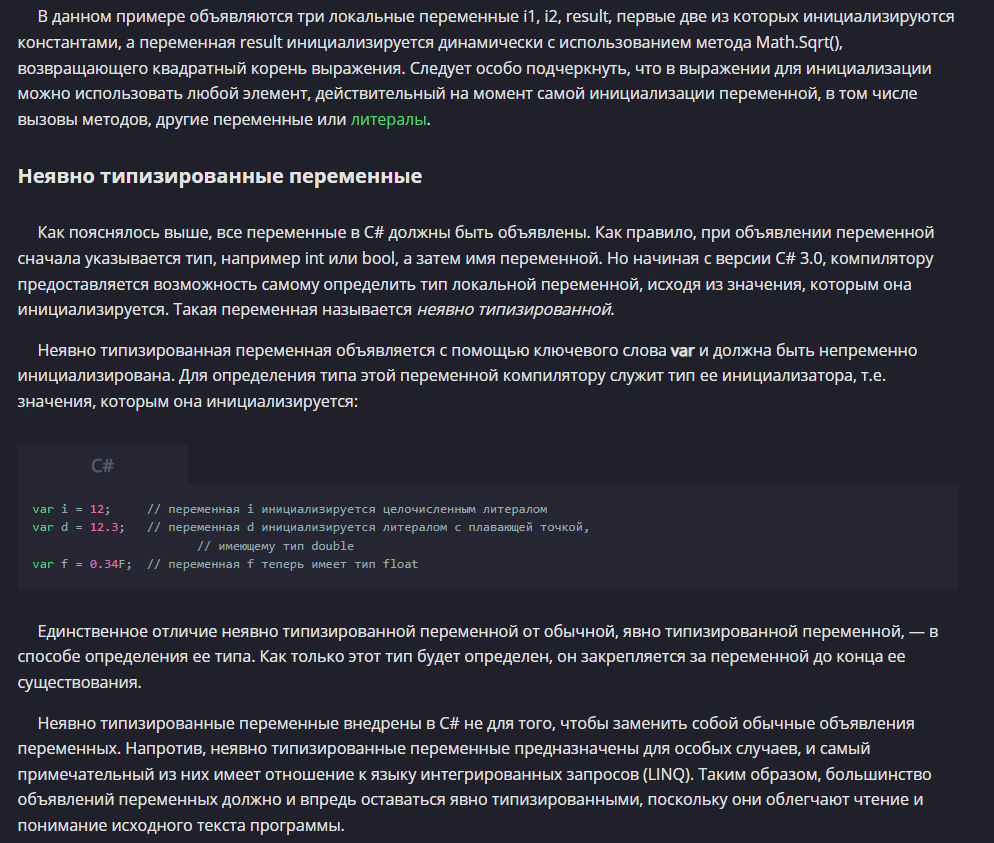 В данном примере объявляются три локальные переменные i1, i2, result, первые две из которых инициализируются
константами, а переменная result инициализируется динамически с использованием метода Math.Sqrt(),
возвращающего квадратный корень выражения. Следует особо подчеркнуть, что в выражении для инициализации
можно использовать любой элемент, действительный на момент самой инициализации переменной, в том числе
вызовы методов, другие переменные или литералы.
Неявно типизированные переменные
Как пояснялось выше, все переменные в C# должны быть объявлены. Как правило, при объявлении переменной
сначала указывается тип, например int или bool, а затем имя переменной. Но начиная с версии C# 3.0, компилятору
предоставляется возможность самому определить тип локальной переменной, исходя из значения, которым она
инициализируется. Такая переменная называется неявно типизированной.
Неявно типизированная переменная объявляется с помощью ключевого слова var и должна быть непременно
инициализирована. Для определения типа этой переменной компилятору служит тип ее инициализатора, т.е.
значения, которым она инициализируется:
C#
var i = 12;     // переменная i инициализируется целочисленным литералом
var d = 12.3;   // переменная d инициализируется литералом с плавающей точкой,
// имеющему тип double
var f = 0.34F;  // переменная f теперь имеет тип float
Единственное отличие неявно типизированной переменной от обычной, явно типизированной переменной, — в
способе определения ее типа. Как только этот тип будет определен, он закрепляется за переменной до конца ее
существования.
Неявно типизированные переменные внедрены в C# не для того, чтобы заменить собой обычные объявления
переменных. Напротив, неявно типизированные переменные предназначены для особых случаев, и самый
примечательный из них имеет отношение к языку интегрированных запросов (LINQ). Таким образом, большинство
объявлений переменных должно и впредь оставаться явно типизированными, поскольку они облегчают чтение и
понимание исходного текста программы.